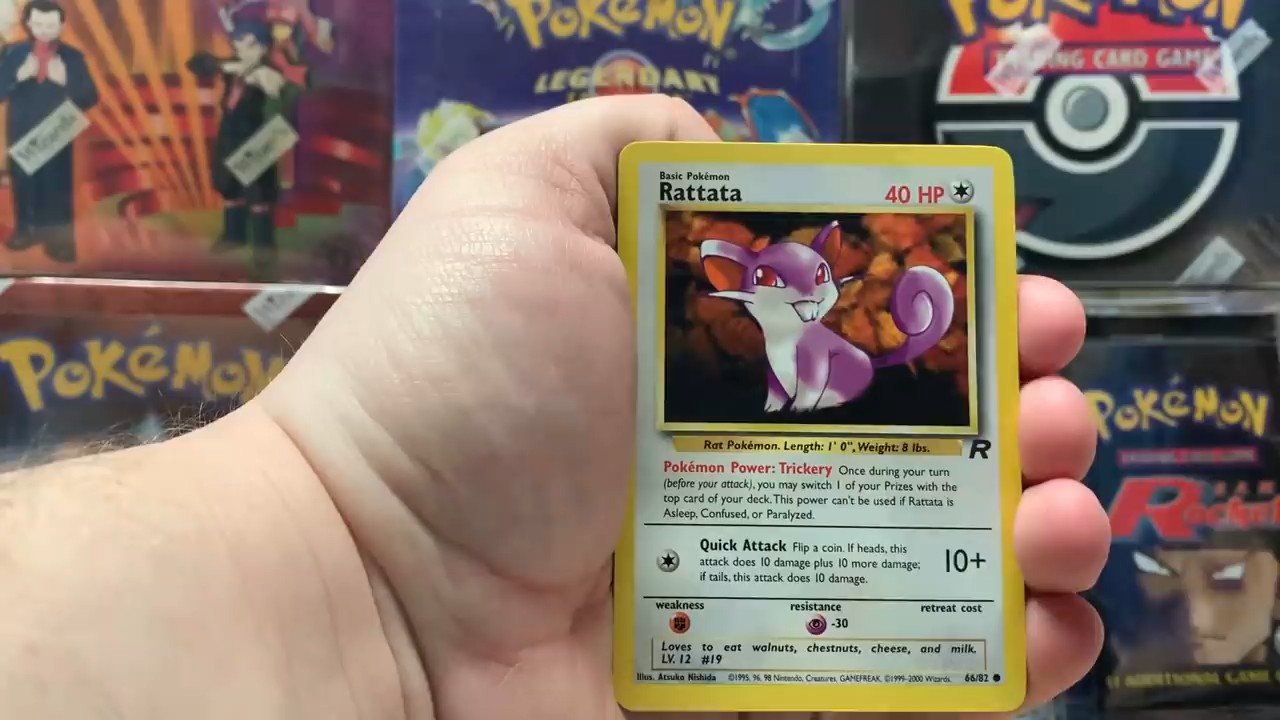 Pokémon
LEGENDARY
POKÉMON
TRADING CARD GAME
Wizards
POKÉMON
Basic Pokémon
Rattata
40 HP
Rat Pokémon. Length: 1' 0", Weight: 8 lbs.
R
Pokémon Power: Trickery Once during your turn
(before your attack), you may switch 1 of your Prizes with the
top card of your deck. This power can't be used if Rattata is
Asleep, Confused, or Paralyzed.
Quick Attack Flip a coin. If heads, this
attack does 10 damage plus 10 more damage;
if tails, this attack does 10 damage.
10+
weakness
resistance
retreat cost
-30
Loves to eat walnuts, chestnuts, cheese, and milk.
LV. 12 #19
Illus. Atsuko Nishida ©1995, 96, 98 Nintendo, Creatures, GAMEFREAK. ©1999-2000 Wizards. 66/82
POKÉMON
Rocket
11 ADDITIONAL GAME